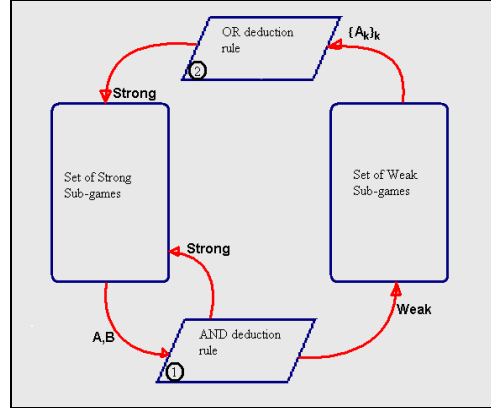 OR deduction
rule
2
{Ak}k
Strong
Set of Strong
Sub-games
Set of Weak
Sub-games
Strong
A,B
Weak
AND deduction
rule
1